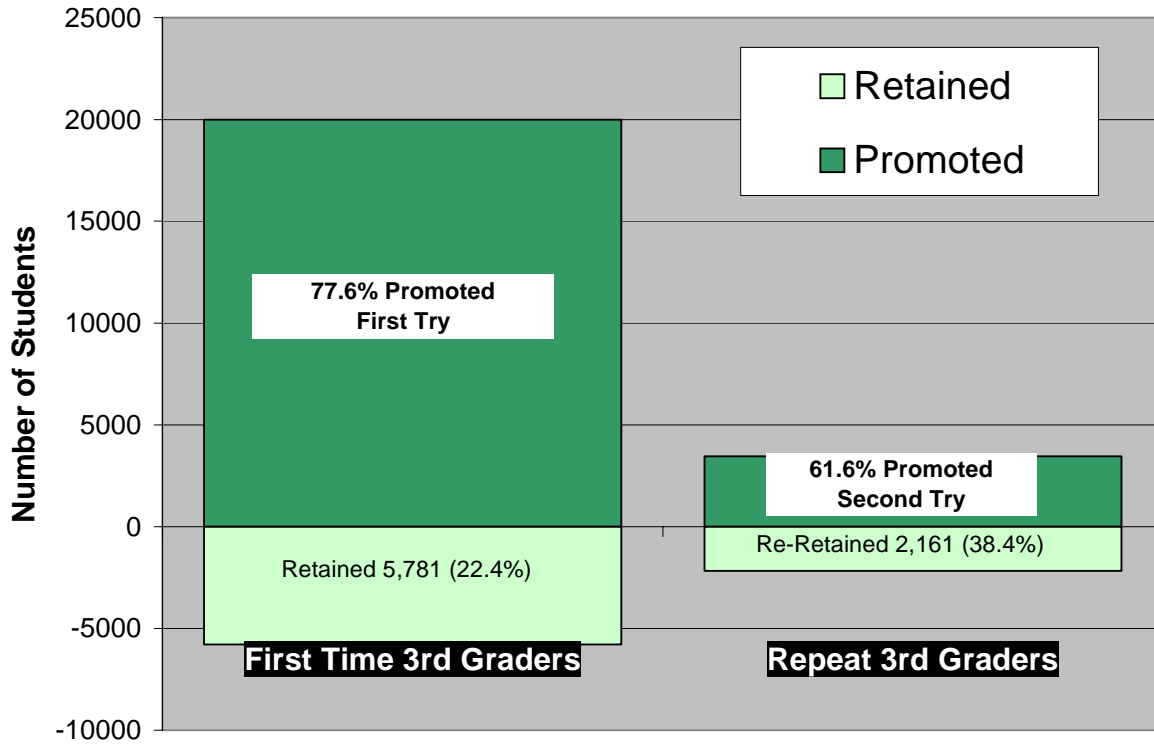 25000
20000
15000
10000
5000
0
-5000
-10000
Number of Students
Retained
Promoted
77.6% Promoted
First Try
61.6% Promoted
Second Try
Retained 5,781 (22.4%)
Re-Retained 2,161 (38.4%)
First Time 3rd Graders
Repeat 3rd Graders